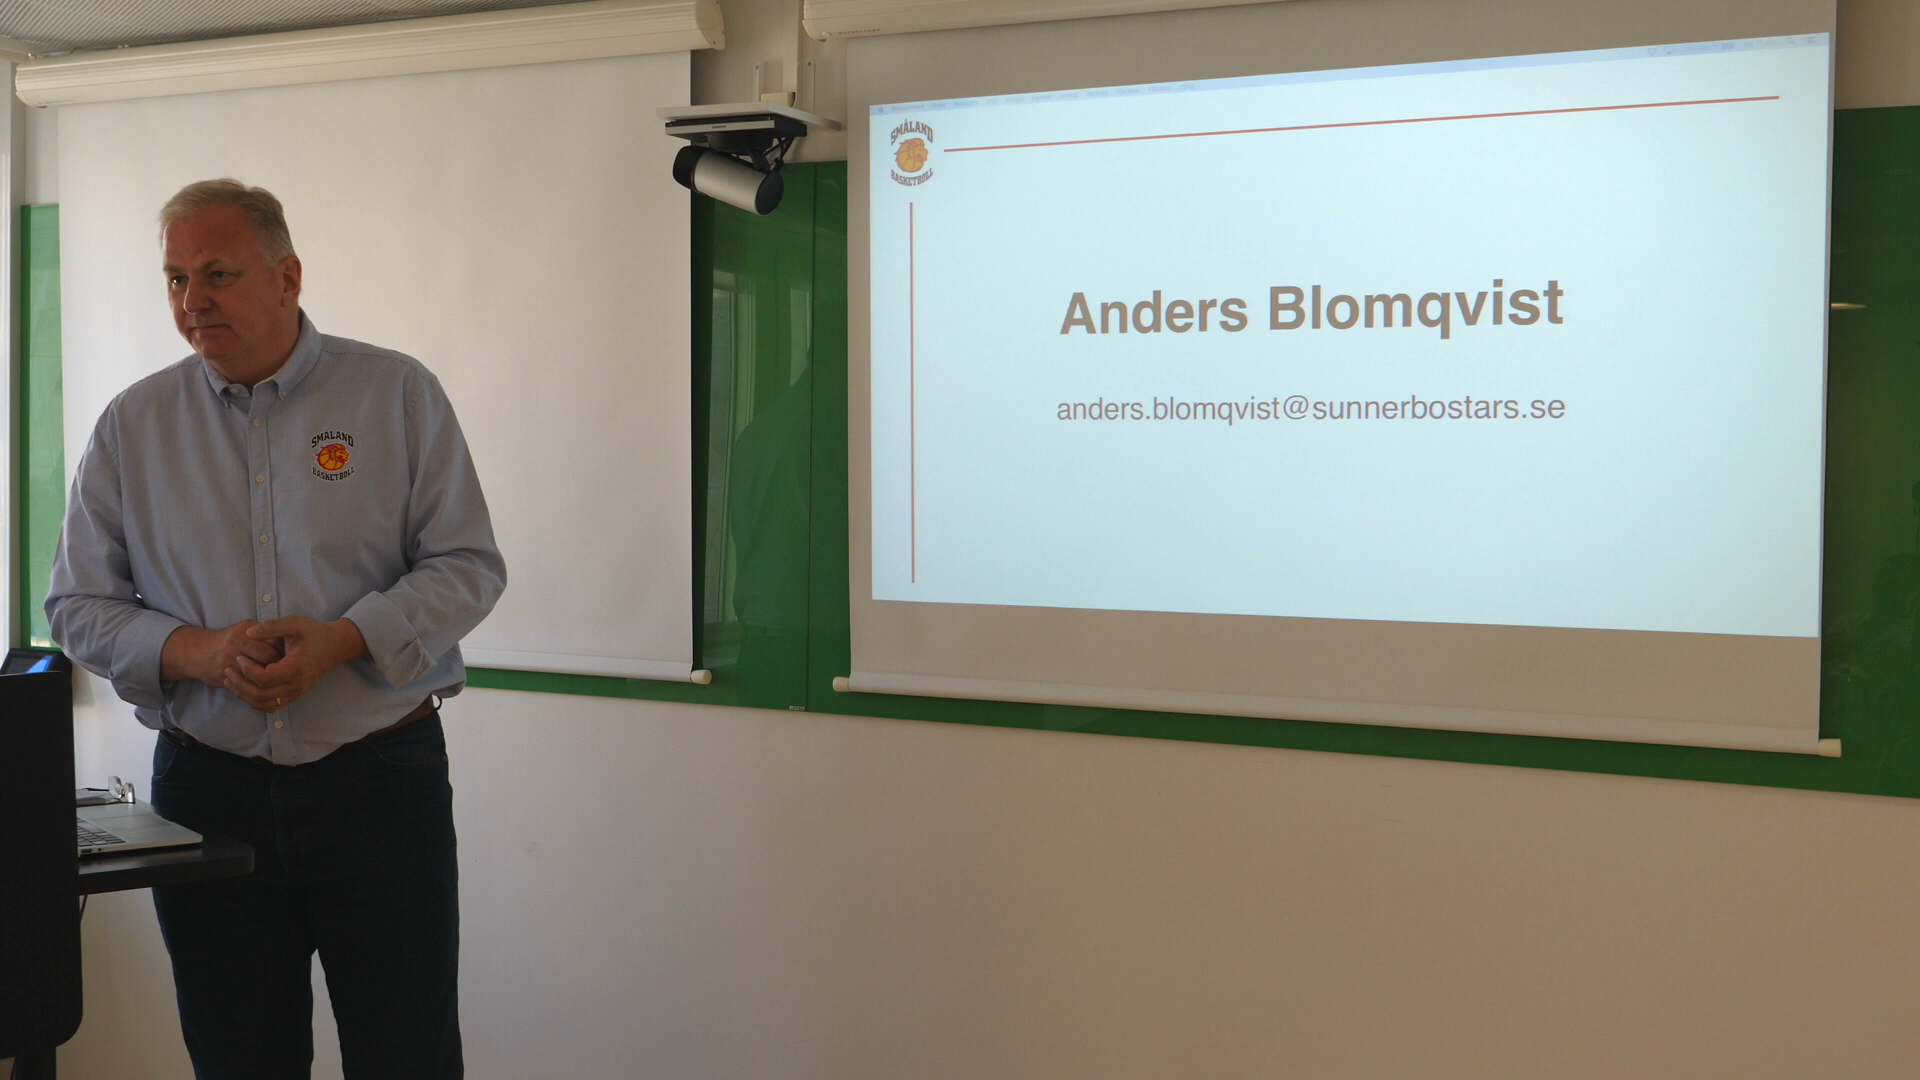 SMÅLAND
BASKETBOLL
Anders Blomqvist
anders.blomqvist@sunnerbostars.se
SMÅLAND
BASKETBOLL